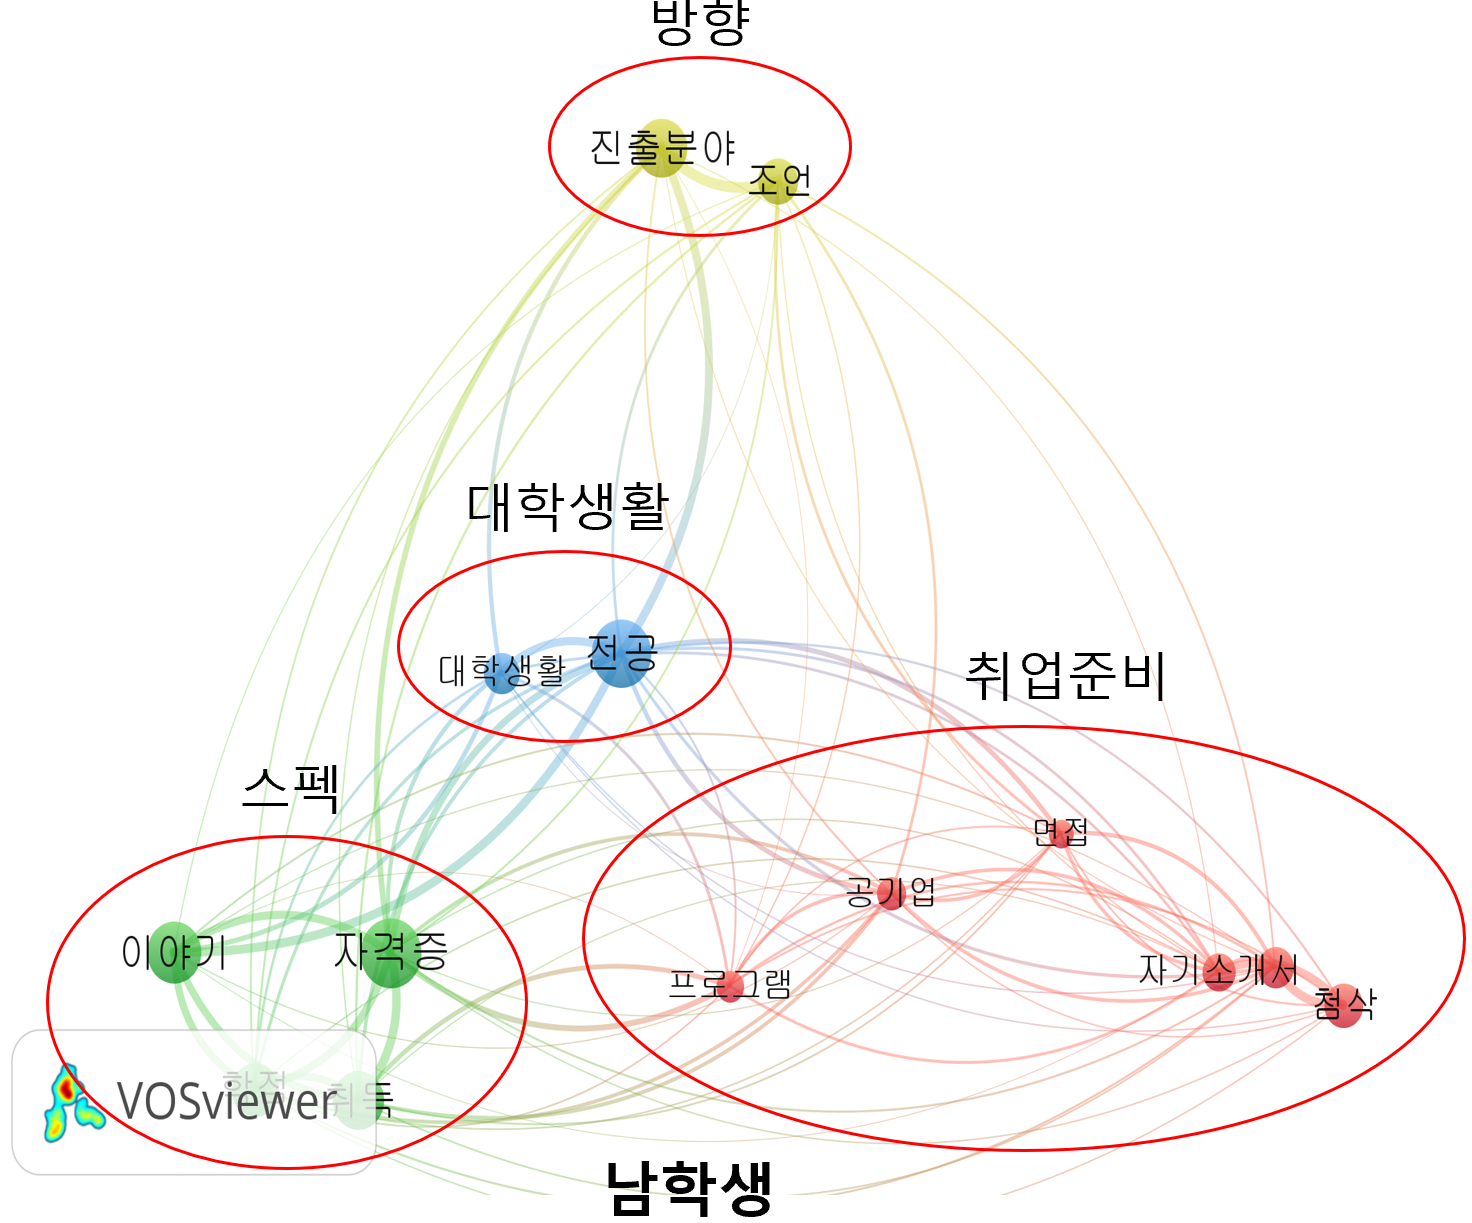 방향
진출분야
조언
대학생활
전공
대학생활
취업준비
스펙
면접
공기업
이야기
자격증
자기소개서
프로그램
첨삭
학점
취득
VOSviewer
남학생